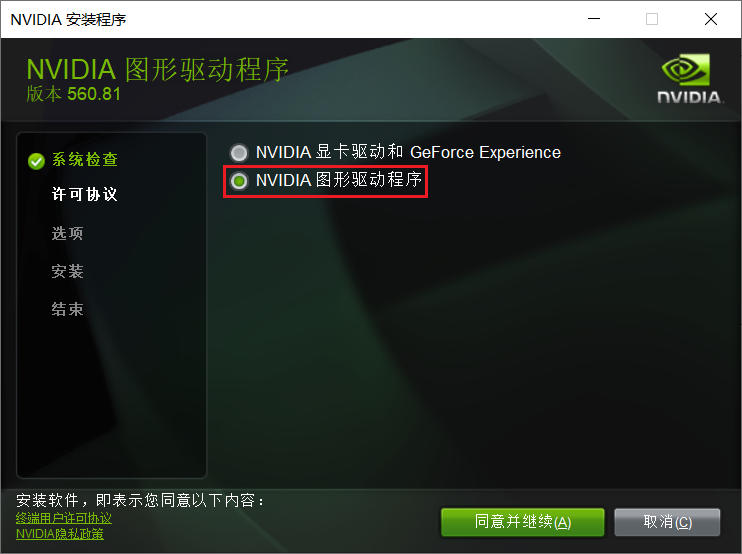 NVIDIA 安装程序
NVIDIA 图形驱动程序
版本 560.81
NVIDIA.
系统检查
许可协议
选项
安装
结束
NVIDIA 显卡驱动和 GeForce Experience
NVIDIA 图形驱动程序
安装软件，即表示您同意以下内容：
终端用户许可协议
NVIDIA隐私政策
同意并继续(A)
取消(C)